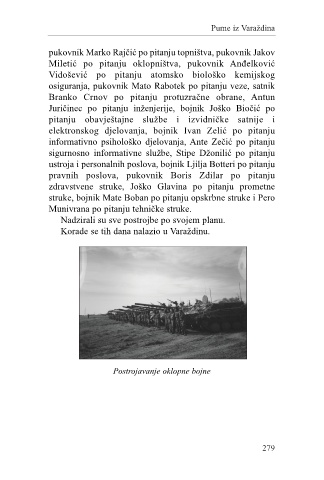 Pume iz Varaždina
pukovnik Marko Rajčić po pitanju topništva, pukovnik Jakov
Miletić po pitanju oklopništva, pukovnik Anđelković
Vidošević po pitanju atomsko biološko kemijskog
osiguranja, pukovnik Mato Rabotek po pitanju veze, satnik
Branko Crnov po pitanju protuzračne obrane, Antun
Juričinec po pitanju inženjerije, bojnik Joško Biočić po
pitanju obavještajne službe i izvidničke satnije i
elektronskog djelovanja, bojnik Ivan Zelić po pitanju
informativno psihološko djelovanja, Ante Zečić po pitanju
sigurnosno informativne službe, Stipe Džonilić po pitanju
ustroja i personalnih poslova, bojnik Ljilja Botteri po pitanju
pravnih poslova, pukovnik Boris Zdilar po pitanju
zdravstvene struke, Joško Glavina po pitanju prometne
struke, bojnik Mate Boban po pitanju opskrbne struke i Pero
Munivrana po pitanju tehničke struke.
Nadzirali su sve postrojbe po svojem planu.
Korade se tih dana nalazio u Varaždinu.
Postrojavanje oklopne bojne
279